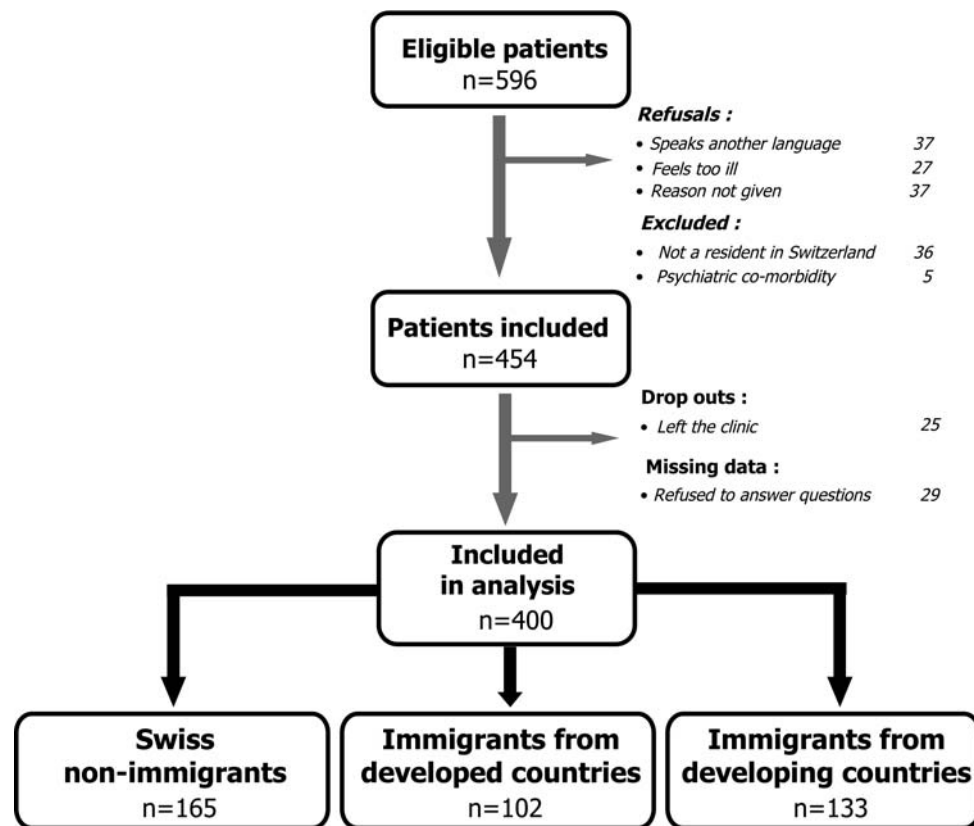 Eligible patients
n=596
Refusals :
• Speaks another language 37
• Feels too ill 27
• Reason not given 37
Excluded :
• Not a resident in Switzerland 36
• Psychiatric co-morbidity 5
Patients included
n=454
Drop outs :
• Left the clinic 25
Missing data :
• Refused to answer questions 29
Included
in analysis
n=400
Swiss
non-immigrants
n=165
Immigrants from
developed countries
n=102
Immigrants from
developing countries
n=133